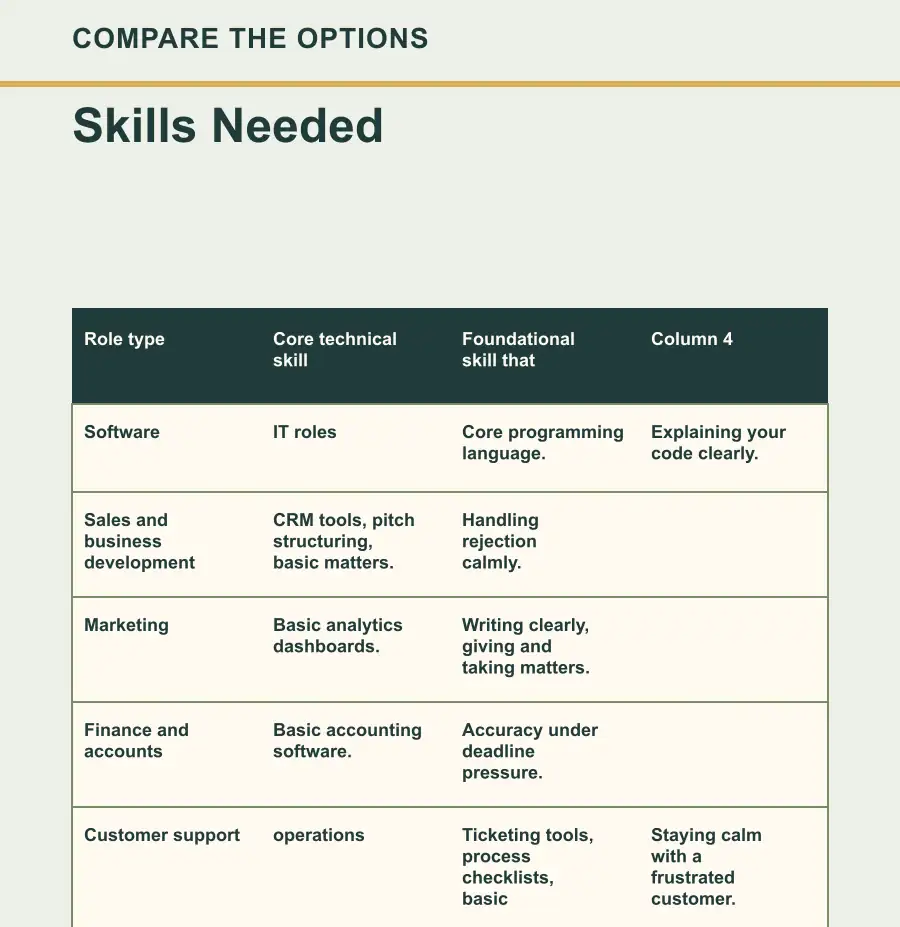 COMPARE THE OPTIONS
Skills Needed
Role type
Core technical
skill
Foundational
skill that
Column 4
Software
IT roles
Core programming
language.
Explaining your
code clearly.
Sales and
business
development
CRM tools, pitch
structuring,
basic matters.
Handling
rejection
calmly.
Marketing
Basic analytics
dashboards.
Writing clearly,
giving and
taking matters.
Finance and
accounts
Basic accounting
software.
Accuracy under
deadline
pressure.
Customer support
operations
Ticketing tools,
process
checklists,
basic
Staying calm
with a
frustrated
customer.